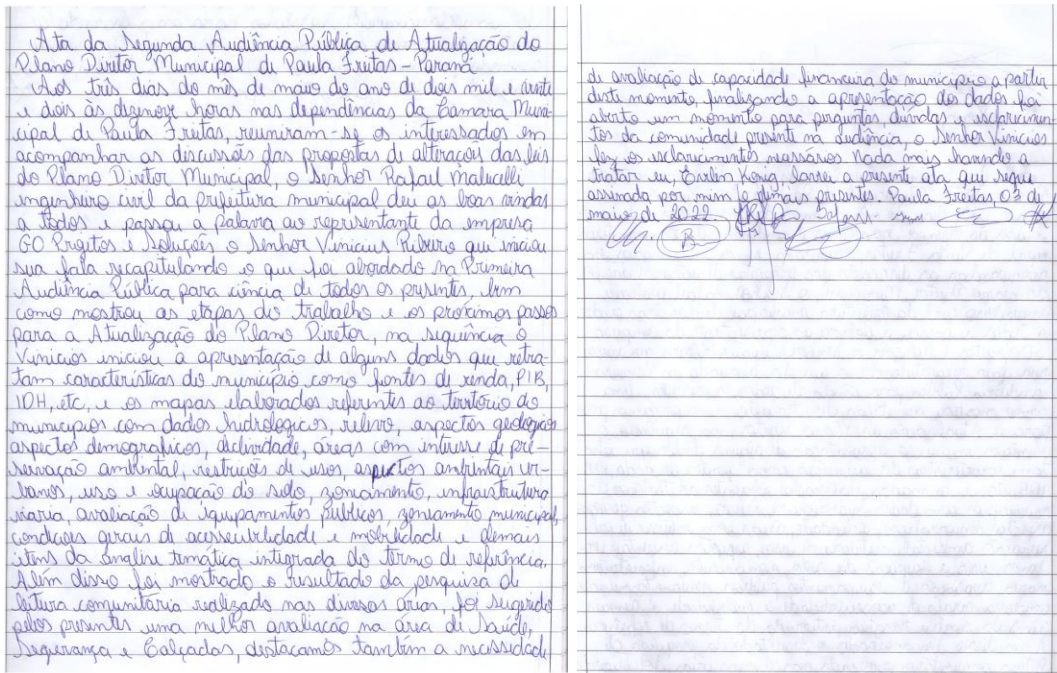 Ata da Segunda Audiência Pública de Atualização do
Plano Diretor Municipal de Paula Freitas - Paraná
Aos três dias do mês de maio do ano de dois mil e vinte
e dois às dezenove horas nas dependências da Camara Muni-
cipal de Paula Freitas, reuniram-se os interessados em
acompanhar as discussões das propostas de alterações das leis
do Plano Diretor Municipal, o Senhor Rafael Malucelli
engenheiro civil da prefeitura municipal deu as boas vindas
a todos e passou a palavra ao representante da empresa
GO Projetos e Soluções o Senhor Vinicius Ribeiro que iniciou
sua fala recapitulando o que foi abordado na Primeira
Audiência Pública para ciência de todos os presentes, bem
como mostrou as etapas do trabalho e os próximos passos
para a Atualização do Plano Diretor, na sequência o
Vinicius iniciou a apresentação de alguns dados que retra-
tam características do município como fontes de renda, PIB,
IDH, etc, e os mapas elaborados referentes ao território do
municipios com dados hidrologicos, relevo, aspectos geologicos
aspectos demograficos, declividade, áreas com intresse de pre-
servação ambiental, restrições de usos, aspectos ambientais ur-
banos, uso e ocupação do solo, zoneamento, infraestrutura
viaria, avaliação de equipamentos publicos, zoneamento municipal,
condições gerais de acessibilidade e mobilidade e demais
itens da analise temática integrada do termo de referência.
Além disso foi mostrado o resultado da pesquisa de
leitura comunitária realizado nas diversas áreas, foi sugerido
pelos presentes uma melhor avaliação na área de Saúde,
Segurança e Calçadas, destacamos também a necessidade
de avaliação de capacidade financeira do municipio a partir
deste momento, finalizando a apresentação dos dados foi
aberto um momento para perguntas, duvidas e esclarecimen-
tos da comunidade presente na audiência, o Senhor Vinicius
fez os esclarecimentos necessários Nada mais havendo a
tratar eu, König, lavrei a presente ata que segue
assinada por mim e demais presentes. Paula Freitas, 03 de
maio de 2022